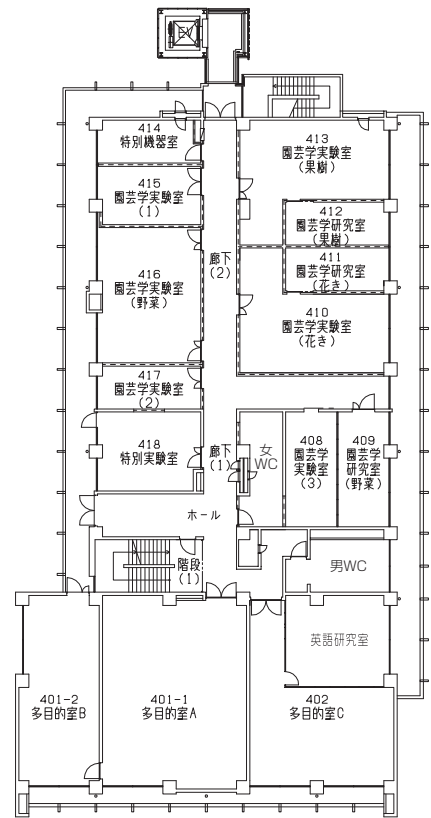 EV
414
特別機器室
413
園芸学実験室
(果樹)
415
園芸学実験室
(1)
412
園芸学研究室
(果樹)
廊下
(2)
411
園芸学研究室
(花き)
416
園芸学実験室
(野菜)
410
園芸学実験室
(花き)
417
園芸学実験室
(2)
418
特別実験室
廊下
(1)
女
WC
408
園芸学
実験室
(3)
409
園芸学
研究室
(野菜)
ホール
階段
(1)
男WC
英語研究室
401-2
多目的室B
401-1
多目的室A
402
多目的室C